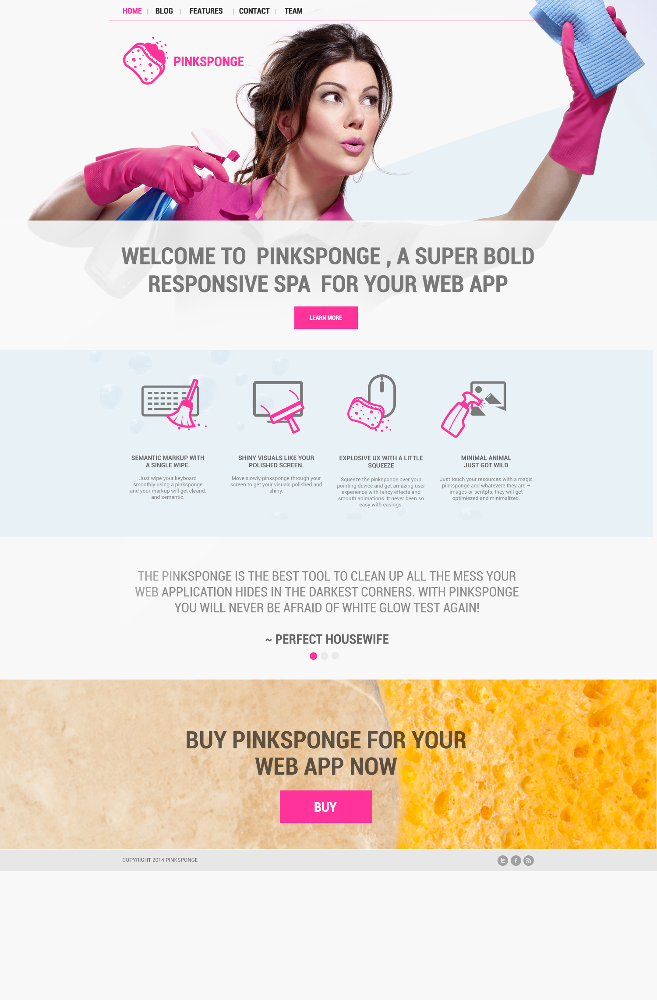 HOME BLOG FEATURES CONTACT TEAM
PINKSPONGE
WELCOME TO PINKSPONGE , A SUPER BOLD
RESPONSIVE SPA FOR YOUR WEB APP
LEARN MORE
SEMANTIC MARKUP WITH
A SINGLE WIPE.
Just wipe your keyboard
smoothly using a pinksponge
and your markup will get cleand,
and semantic.
SHINY VISUALS LIKE YOUR
POLISHED SCREEN.
Move slowly pinksponge through your
screen to get your visuals polished and
shiny.
EXPLOSIVE UX WITH A LITTLE
SQUEEZE
Squeeze the pinksponge over your
pointing device and get amazing user
experience with fancy effects and
smooth animations. It never been so
easy with easings.
MINIMAL ANIMAL
JUST GOT WILD
Just touch your resources with a magic
pinksponge and whatevere they are –
images or scritpts, they will get
optimiezed and minimalized.
THE PINKSPONGE IS THE BEST TOOL TO CLEAN UP ALL THE MESS YOUR
WEB APPLICATION HIDES IN THE DARKEST CORNERS. WITH PINKSPONGE
YOU WILL NEVER BE AFRAID OF WHITE GLOW TEST AGAIN!
~ PERFECT HOUSEWIFE
BUY PINKSPONGE FOR YOUR
WEB APP NOW
BUY
COPYRIGHT 2014 PINKSPONGE